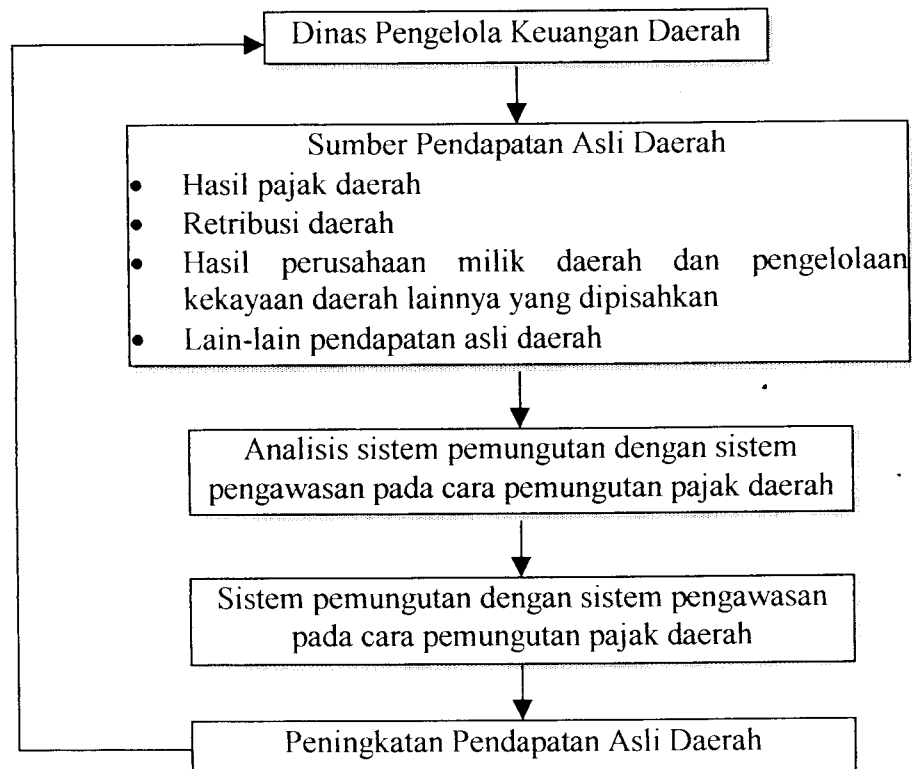 Dinas Pengelola Keuangan Daerah
Sumber Pendapatan Asli Daerah
• Hasil pajak daerah
• Retribusi daerah
• Hasil perusahaan milik daerah dan pengelolaan
kekayaan daerah lainnya yang dipisahkan
• Lain-lain pendapatan asli daerah
Analisis sistem pemungutan dengan sistem
pengawasan pada cara pemungutan pajak daerah
Sistem pemungutan dengan sistem pengawasan
pada cara pemungutan pajak daerah
Peningkatan Pendapatan Asli Daerah